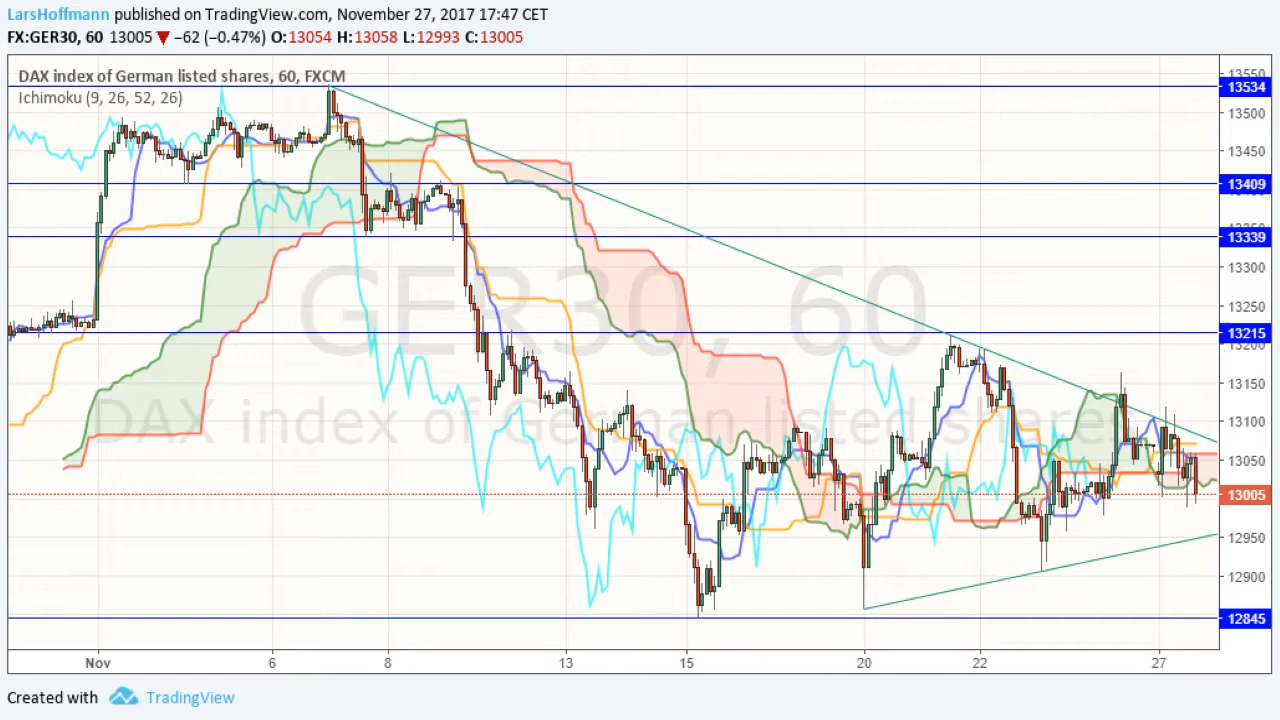 LarsHoffmann published on TradingView.com, November 27, 2017 17:47 CET
FX:GER30, 60 13005 ▼ −62 (−0.47%) O:13054 H:13058 L:12993 C:13005
DAX index of German listed shares, 60, FXCM
Ichimoku (9, 26, 52, 26)
GER30, 60
DAX index of German listed shares
13550
13534
13500
13450
13409
13339
13300
13250
13215
13200
13150
13100
13050
13005
12950
12900
12845
Nov 6 8 13 15 20 22 27
Created with TradingView